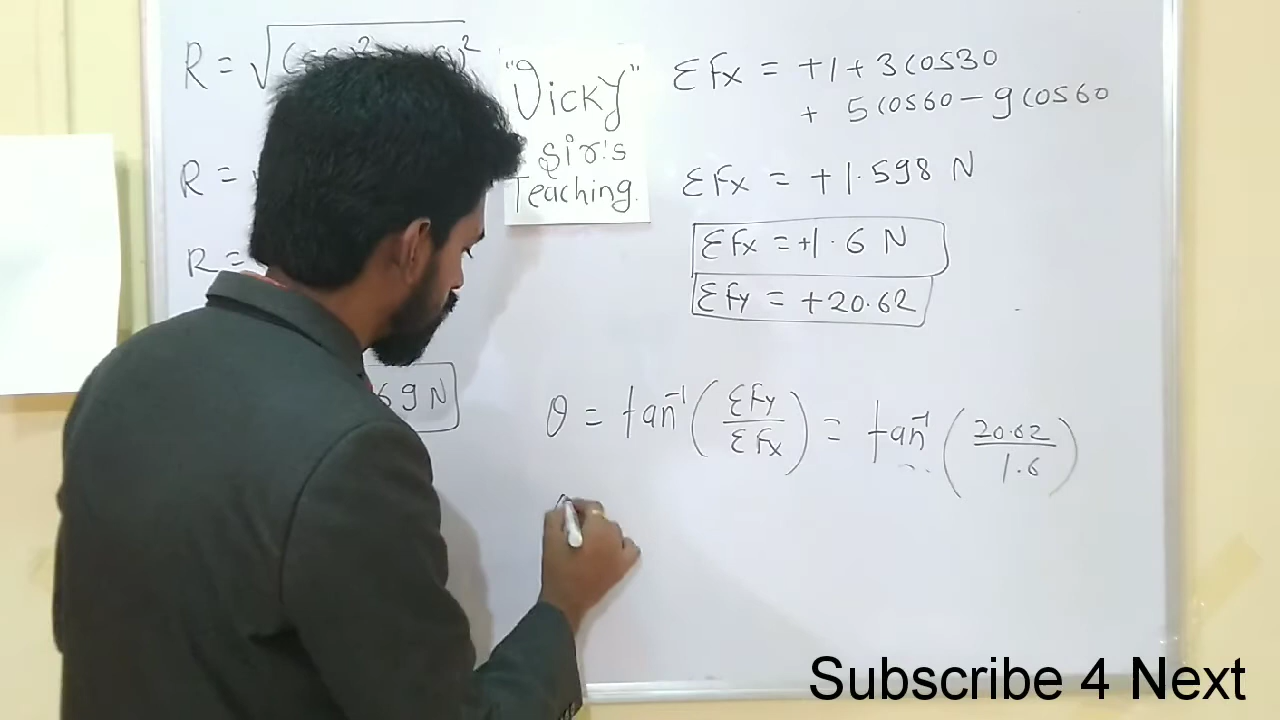 R = √
R =
R =
69 N
"Vicky"
Sir's
Teaching.
ΣFx = +1 + 3cos30
+ 5cos60 - 9cos60
ΣFx = +1.598 N
ΣFx = +1.6 N
ΣFy = +20.62
θ = tan⁻¹ (ΣFy/ΣFx) = tan⁻¹ (20.62/1.6)
Subscribe 4 Next